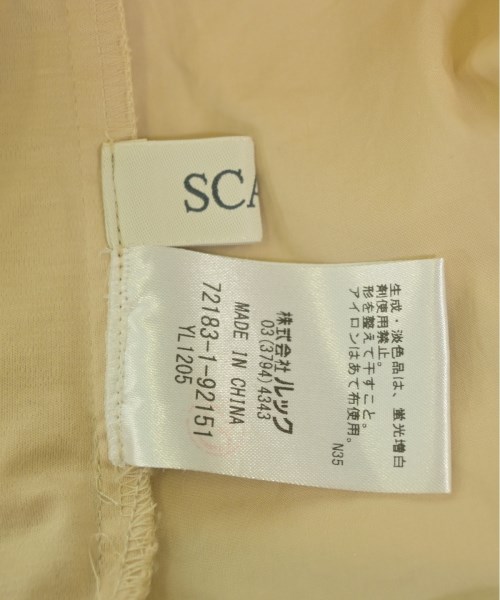 SCA
生成・淡色品は、蛍光増白
剤使用禁止。
形を整えて干すこと。
アイロンはあて布使用。
N35
株式会社ルック
03(3794)4343
MADE IN CHINA
72183-1-92151
YL1205